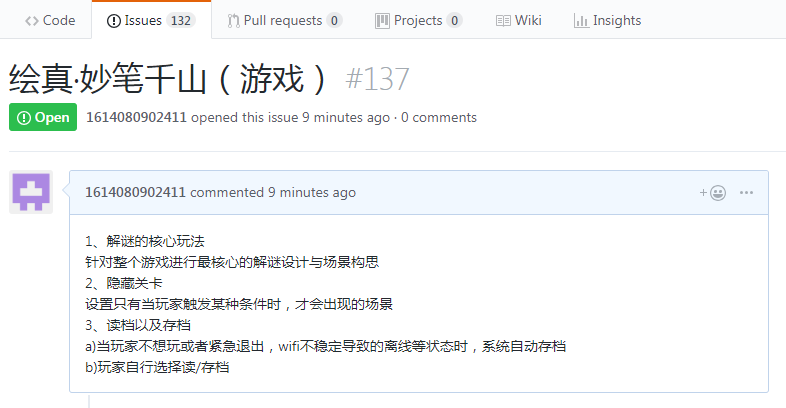 Code Issues 132 Pull requests 0 Projects 0 Wiki Insights
绘真·妙笔千山（游戏） #137
Open 1614080902411 opened this issue 9 minutes ago · 0 comments
1614080902411 commented 9 minutes ago
1、解谜的核心玩法
针对整个游戏进行最核心的解谜设计与场景构思
2、隐藏关卡
设置只有当玩家触发某种条件时，才会出现的场景
3、读档以及存档
a)当玩家不想玩或者紧急退出，wifi不稳定导致的离线等状态时，系统自动存档
b)玩家自行选择读/存档